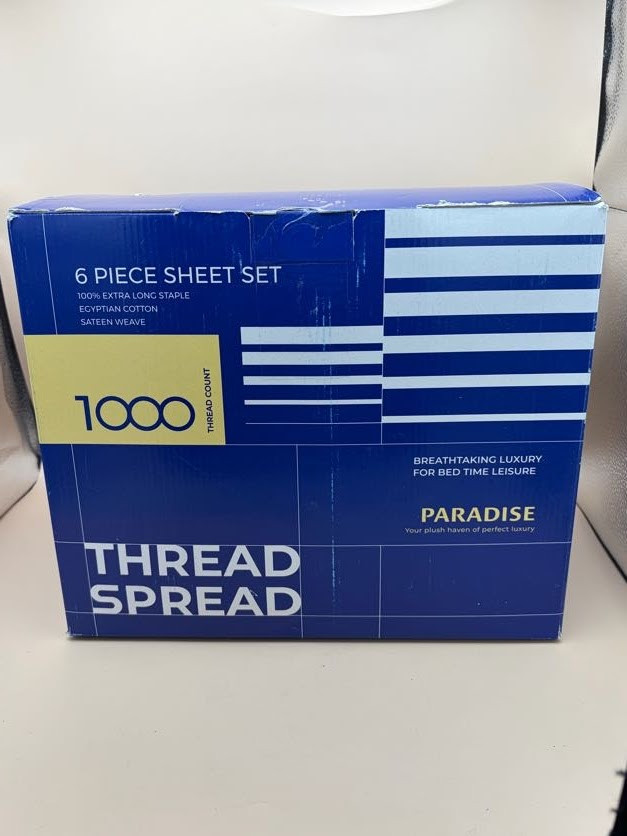 6 PIECE SHEET SET
100% EXTRA LONG STAPLE
EGYPTIAN COTTON
SATEEN WEAVE
1000
THREAD COUNT
BREATHTAKING LUXURY
FOR BED TIME LEISURE
PARADISE
Your plush haven of perfect luxury
THREAD
SPREAD